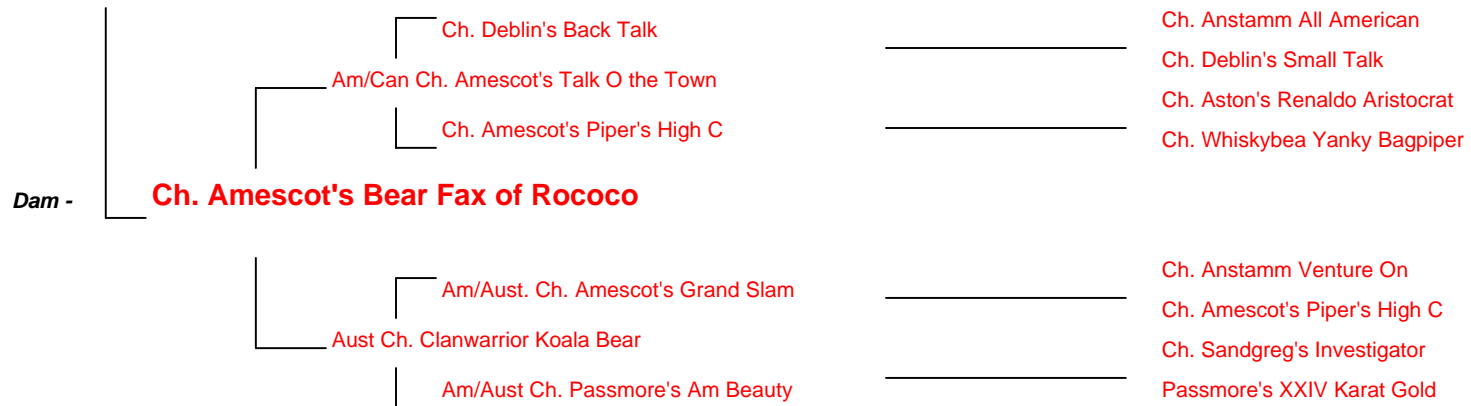 Ch. Anstamm All American
Ch. Deblin's Back Talk
Ch. Deblin's Small Talk
Am/Can Ch. Amescot's Talk O the Town
Ch. Aston's Renaldo Aristocrat
Ch. Amescot's Piper's High C
Ch. Whiskybea Yanky Bagpiper
Dam - Ch. Amescot's Bear Fax of Rococo
Ch. Anstamm Venture On
Am/Aust. Ch. Amescot's Grand Slam
Ch. Amescot's Piper's High C
Aust Ch. Clanwarrior Koala Bear
Ch. Sandgreg's Investigator
Am/Aust Ch. Passmore's Am Beauty
Passmore's XXIV Karat Gold